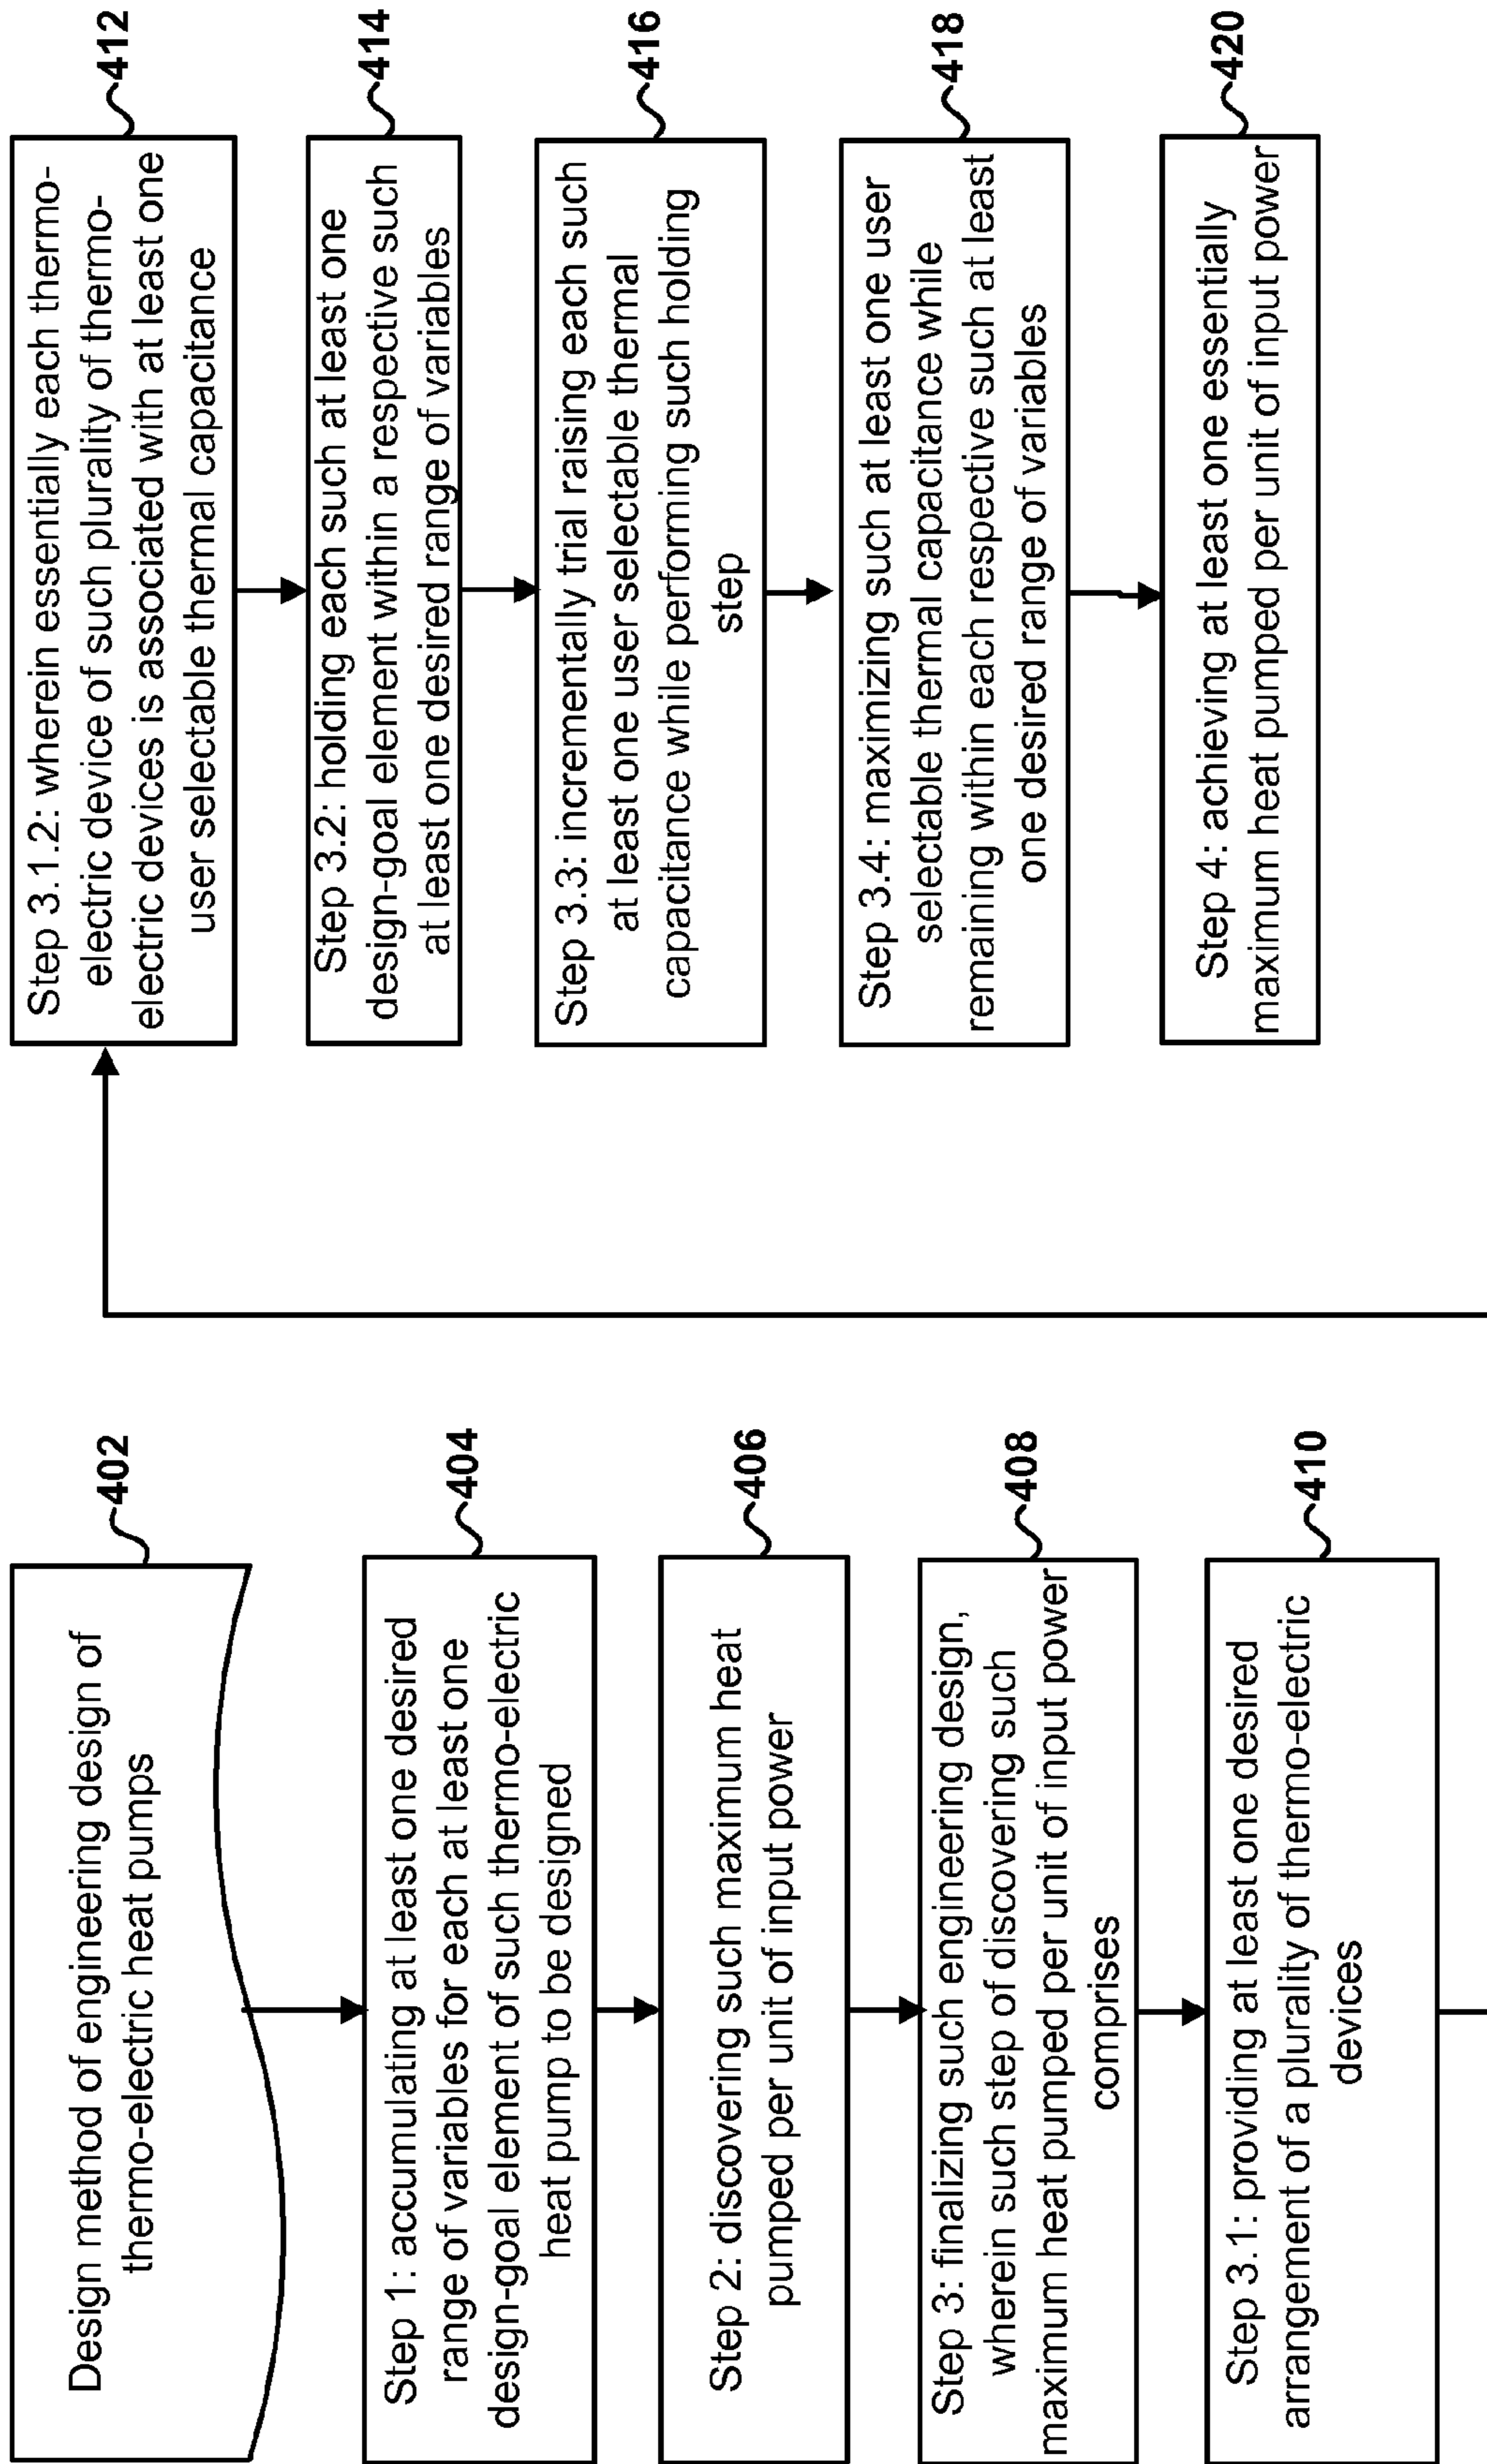 Design method of engineering design of
thermo-electric heat pumps
402
Step 1: accumulating at least one desired
range of variables for each at least one
design-goal element of such thermo-electric
heat pump to be designed
404
Step 2: discovering such maximum heat
pumped per unit of input power
406
Step 3: finalizing such engineering design,
wherein such step of discovering such
maximum heat pumped per unit of input power
comprises
408
Step 3.1: providing at least one desired
arrangement of a plurality of thermo-electric
devices
410
Step 3.1.2: wherein essentially each thermo-
electric device of such plurality of thermo-
electric devices is associated with at least one
user selectable thermal capacitance
412
Step 3.2: holding each such at least one
design-goal element within a respective such
at least one desired range of variables
414
Step 3.3: incrementally trial raising each such
at least one user selectable thermal
capacitance while performing such holding
step
416
Step 3.4: maximizing such at least one user
selectable thermal capacitance while
remaining within each respective such at least
one desired range of variables
418
Step 4: achieving at least one essentially
maximum heat pumped per unit of input power
420